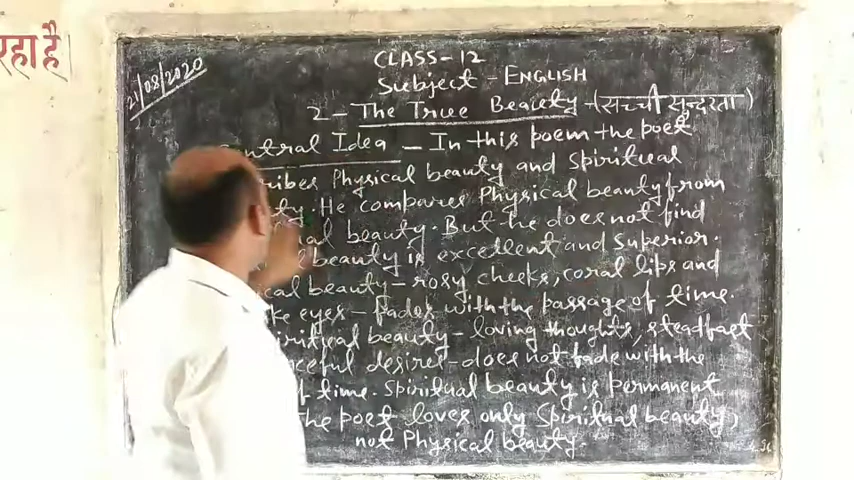 रहा है
21/08/2020
CLASS-12
Subject - ENGLISH
2 - The True Beauty - (सच्ची सुन्दरता)
Central Idea - In this poem the poet
ribes Physical beauty and Spiritual
ty. He compares Physical beauty from
al beauty. But he does not find
beauty is excellent and superior.
cal beauty - rosy cheeks, coral lips and
ke eyes - fades with the passage of time.
iritual beauty - loving thoughts, steadfast
ceful desires - does not fade with the
f time. Spiritual beauty is permanent.
The poet loves only Spiritual beauty,
not Physical beauty.